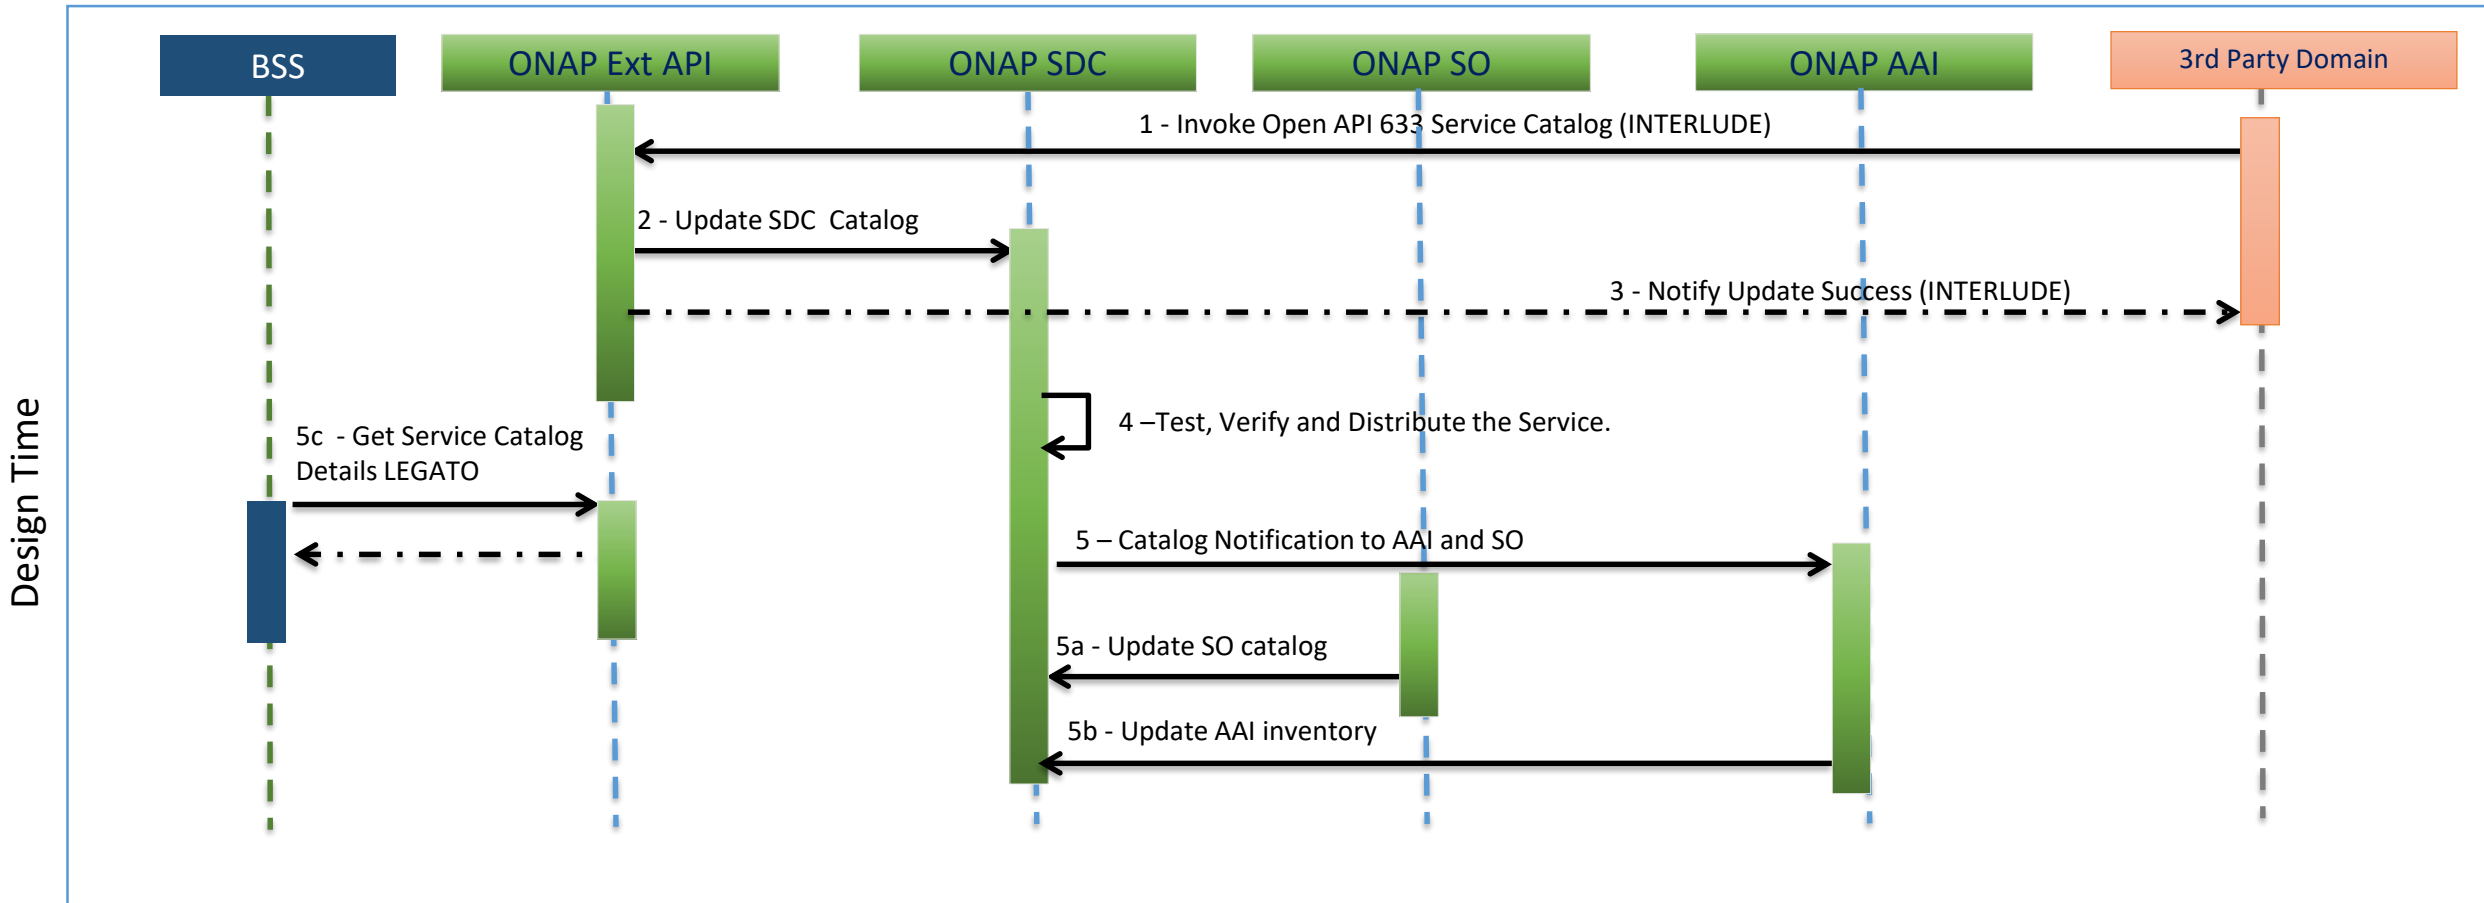 BSS
ONAP Ext API
ONAP SDC
ONAP SO
ONAP AAI
3rd Party Domain
1 - Invoke Open API 633 Service Catalog (INTERLUDE)
2 - Update SDC  Catalog
3 - Notify Update Success (INTERLUDE)
4 –Test, Verify and Distribute the Service.
5c  - Get Service Catalog
Details LEGATO
5 – Catalog Notification to AAI and SO
5a - Update SO catalog
5b - Update AAI inventory
Design Time